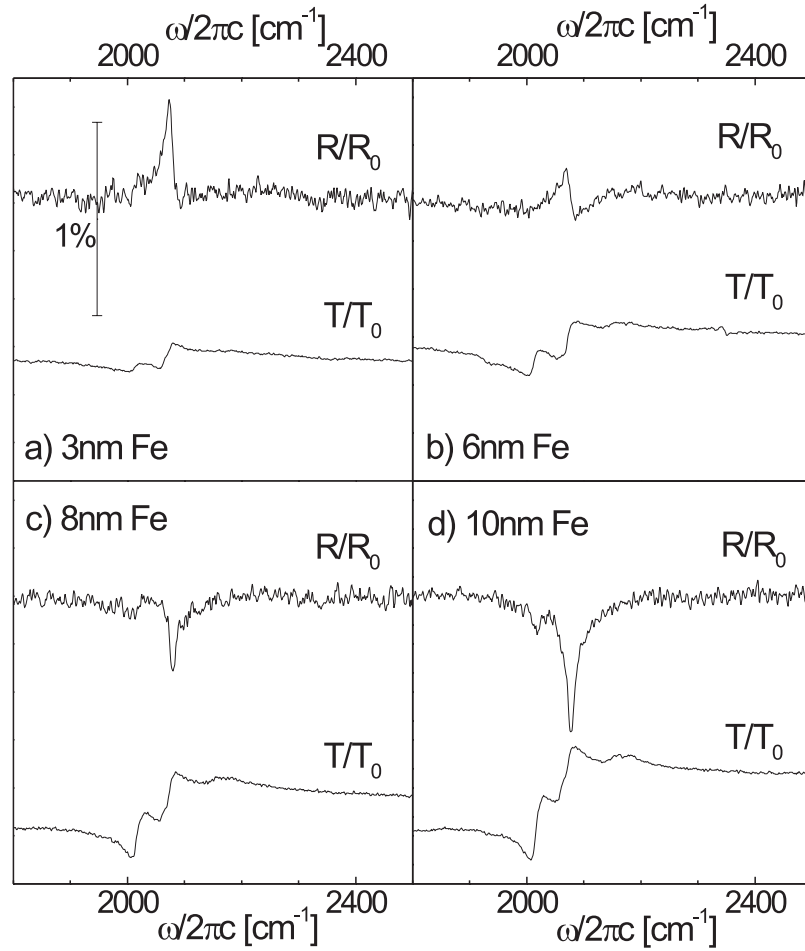 ω/2πc [cm⁻¹]
ω/2πc [cm⁻¹]
2000 2400
2000 2400
R/R₀
1%
T/T₀
a) 3nm Fe
R/R₀
T/T₀
b) 6nm Fe
c) 8nm Fe
R/R₀
T/T₀
d) 10nm Fe
R/R₀
T/T₀
2000 2400
2000 2400
ω/2πc [cm⁻¹]
ω/2πc [cm⁻¹]